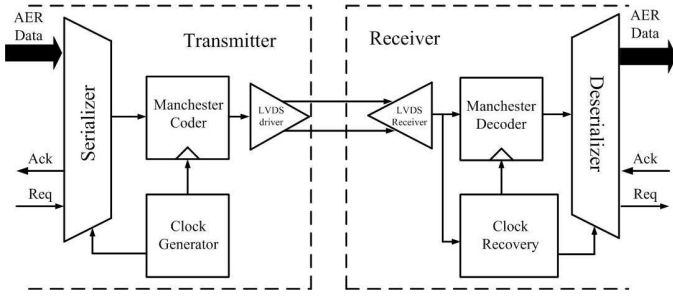 AER
Data
Transmitter
Receiver
AER
Data
Serializer
Manchester
Coder
LVDS
driver
LVDS
Receiver
Manchester
Decoder
Deserializer
Ack
Req
Clock
Generator
Clock
Recovery
Ack
Req